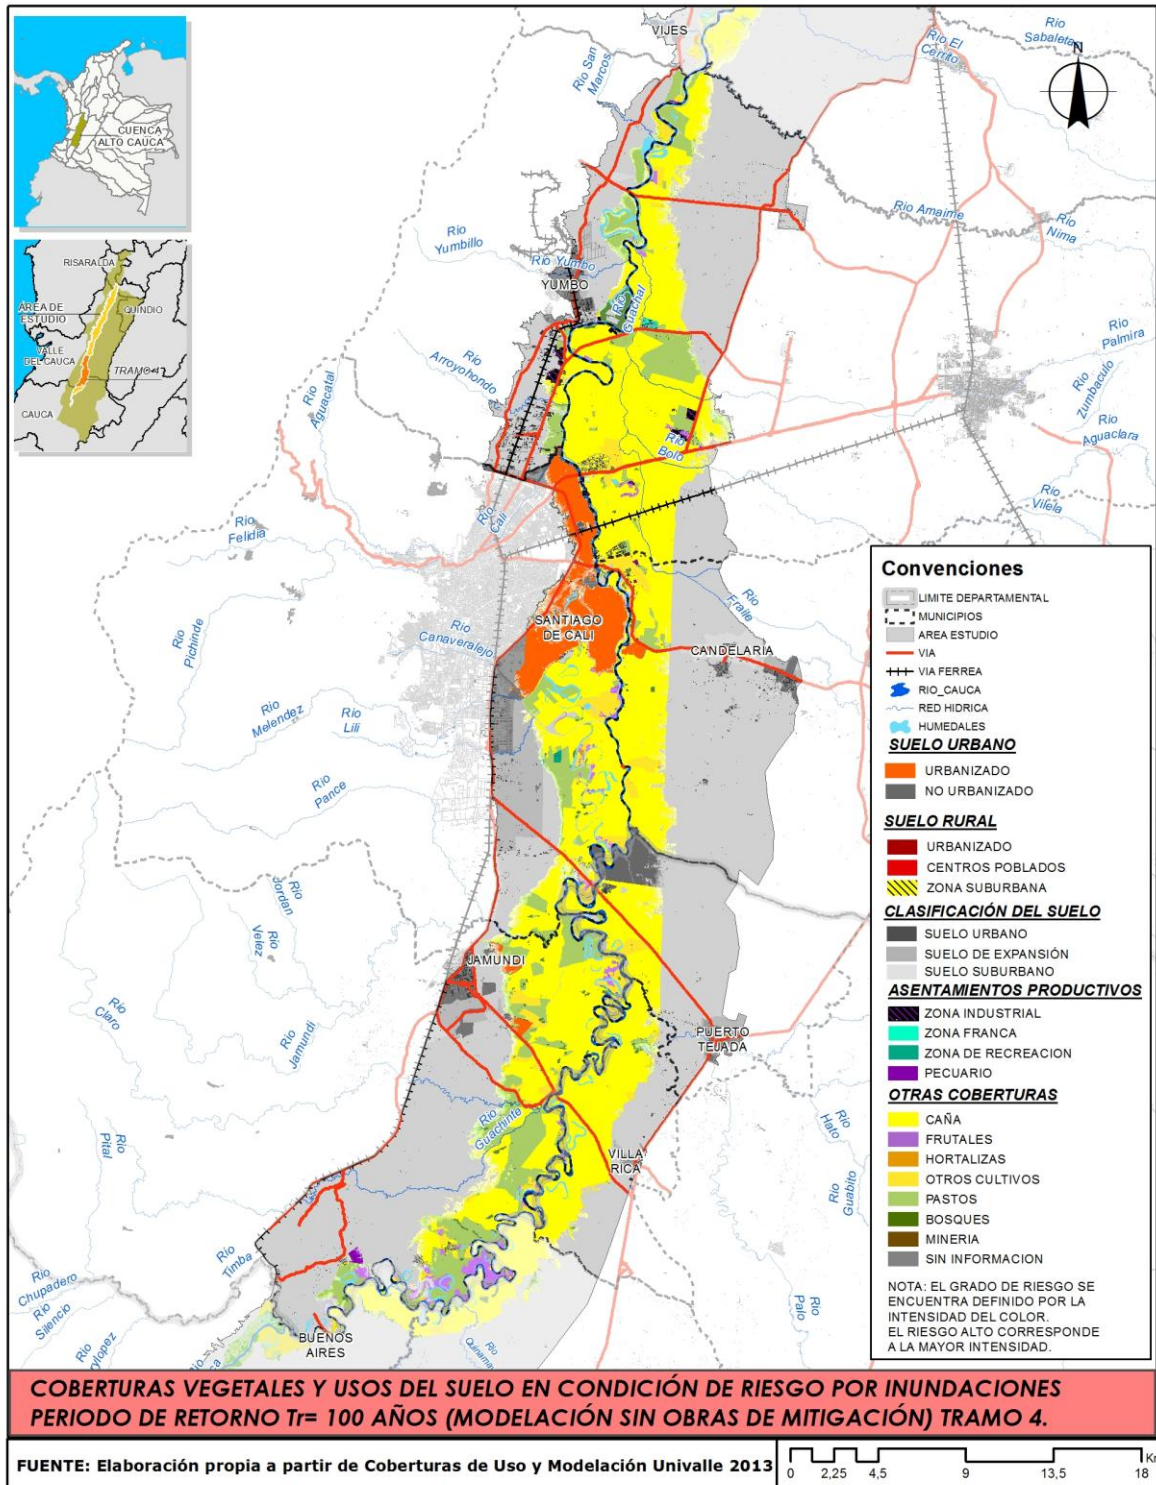 CUENCA
ALTO CAUCA
RISARALDA
AREA DE
ESTUDIO
QUINDIO
VALLE
DEL CAUCA
TRAMO 4
CAUCA
VIJES
Rio San
Marcos
Rio El
Cerrito
Rio
Sabaleta
N
Rio Amaime
Rio
Nima
Rio
Yumbillo
Rio Yumbo
YUMBO
Rio
Guachal
Rio
Arroyohondo
Rio
Aguacatal
Rio
Palmira
Rio
Zumbaculo
Rio
Aguaclara
Rio
Bolo
Rio
Vilela
Rio
Cali
Rio
Felidia
Rio
Fraile
SANTIAGO
DE CALI
Rio
Canaveralejo
CANDELARIA
Rio
Pichinde
Rio
Melendez
Rio
Lili
Rio
Pance
Rio
Jordan
Rio
Velez
JAMUNDI
Rio
Claro
Rio
Jamundi
PUERTO
TEJADA
Rio
Guachinte
VILLA
RICA
Rio
Hato
Rio
Guabito
Rio
Pital
Rio
Timba
Rio
Chupadero
Rio
Silencio
Rio
Palo
BUENOS
AIRES
Rio
Convenciones
LIMITE DEPARTAMENTAL
MUNICIPIOS
AREA ESTUDIO
VIA
VIA FERREA
RIO_CAUCA
RED HIDRICA
HUMEDALES
SUELO URBANO
URBANIZADO
NO URBANIZADO
SUELO RURAL
URBANIZADO
CENTROS POBLADOS
ZONA SUBURBANA
CLASIFICACIÓN DEL SUELO
SUELO URBANO
SUELO DE EXPANSIÓN
SUELO SUBURBANO
ASENTAMIENTOS PRODUCTIVOS
ZONA INDUSTRIAL
ZONA FRANCA
ZONA DE RECREACION
PECUARIO
OTRAS COBERTURAS
CAÑA
FRUTALES
HORTALIZAS
OTROS CULTIVOS
PASTOS
BOSQUES
MINERIA
SIN INFORMACION
NOTA: EL GRADO DE RIESGO SE
ENCUENTRA DEFINIDO POR LA
INTENSIDAD DEL COLOR.
EL RIESGO ALTO CORRESPONDE
A LA MAYOR INTENSIDAD.
COBERTURAS VEGETALES Y USOS DEL SUELO EN CONDICIÓN DE RIESGO POR INUNDACIONES
PERIODO DE RETORNO Tr= 100 AÑOS (MODELACIÓN SIN OBRAS DE MITIGACIÓN) TRAMO 4.
FUENTE: Elaboración propia a partir de Coberturas de Uso y Modelación Univalle 2013
0 2,25 4,5 9 13,5 18